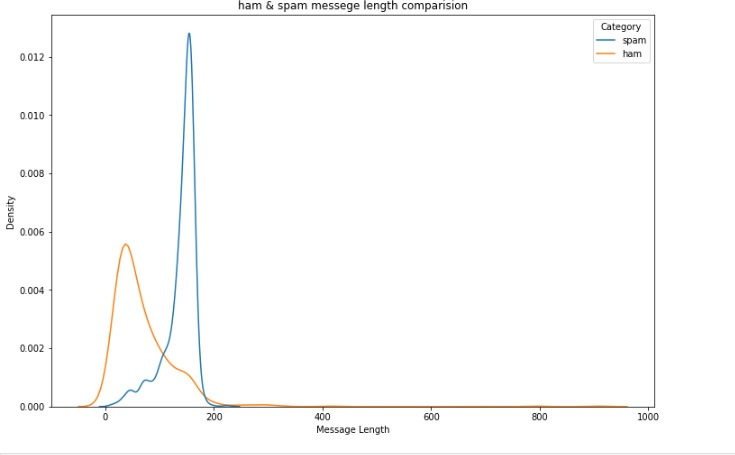 ham & spam messege length comparision
Category
spam
ham
0.012
0.010
0.008
0.006
0.004
0.002
0.000
Density
0
200
400
600
800
1000
Message Length